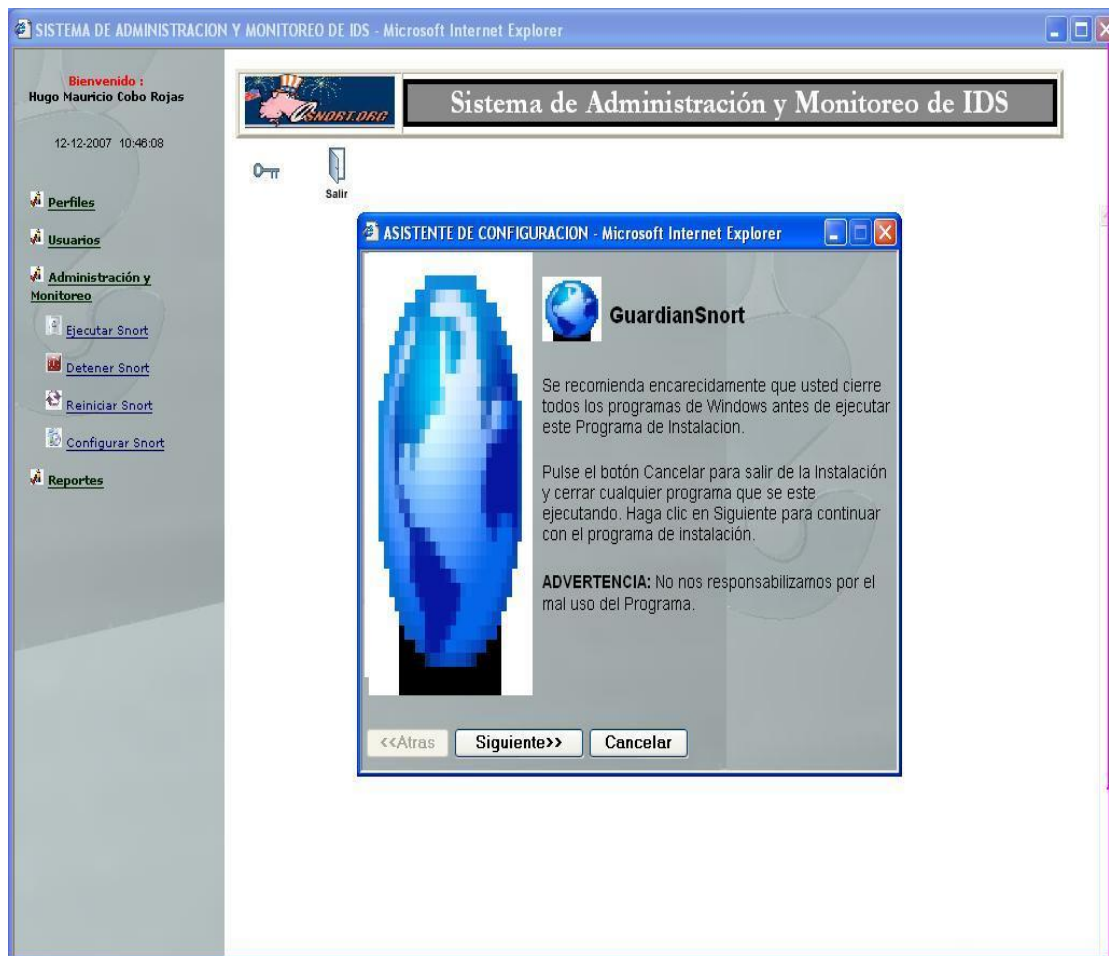 SISTEMA DE ADMINISTRACION Y MONITOREO DE IDS - Microsoft Internet Explorer
Bienvenido :
Hugo Mauricio Cobo Rojas
12-12-2007 10:46:08
Perfiles
Usuarios
Administración y
Monitoreo
Ejecutar Snort
Detener Snort
Reiniciar Snort
Configurar Snort
Reportes
SNORT.ORG
Sistema de Administración y Monitoreo de IDS
Salir
ASISTENTE DE CONFIGURACION - Microsoft Internet Explorer
GuardianSnort
Se recomienda encarecidamente que usted cierre
todos los programas de Windows antes de ejecutar
este Programa de Instalacion.
Pulse el botón Cancelar para salir de la Instalación
y cerrar cualquier programa que se este
ejecutando. Haga clic en Siguiente para continuar
con el programa de instalación.
ADVERTENCIA: No nos responsabilizamos por el
mal uso del Programa.
<<Atras
Siguiente>>
Cancelar